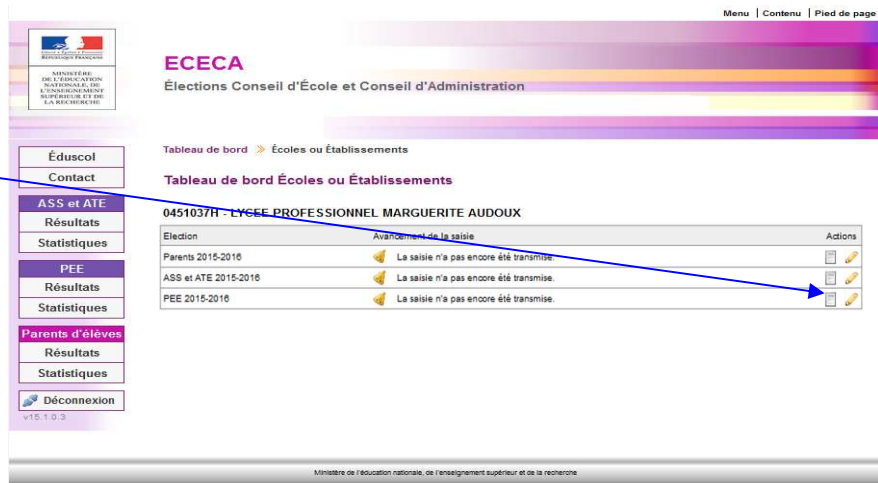 Menu | Contenu | Pied de page
Liberté • Égalité • Fraternité
RÉPUBLIQUE FRANÇAISE
MINISTÈRE
DE L'ÉDUCATION
NATIONALE, DE
L'ENSEIGNEMENT
SUPÉRIEUR ET DE
LA RECHERCHE
ECECA
Élections Conseil d'École et Conseil d'Administration
Tableau de bord » Écoles ou Établissements
Éduscol
Contact
ASS et ATE
Résultats
Statistiques
PEE
Résultats
Statistiques
Parents d'élèves
Résultats
Statistiques
Déconnexion
v15.1.0.3
Tableau de bord Écoles ou Établissements
0451037H - LYCEE PROFESSIONNEL MARGUERITE AUDOUX
Election Avancement de la saisie Actions
Parents 2015-2016 La saisie n'a pas encore été transmise.
ASS et ATE 2015-2016 La saisie n'a pas encore été transmise.
PEE 2015-2016 La saisie n'a pas encore été transmise.
Ministère de l'éducation nationale, de l'enseignement supérieur et de la recherche